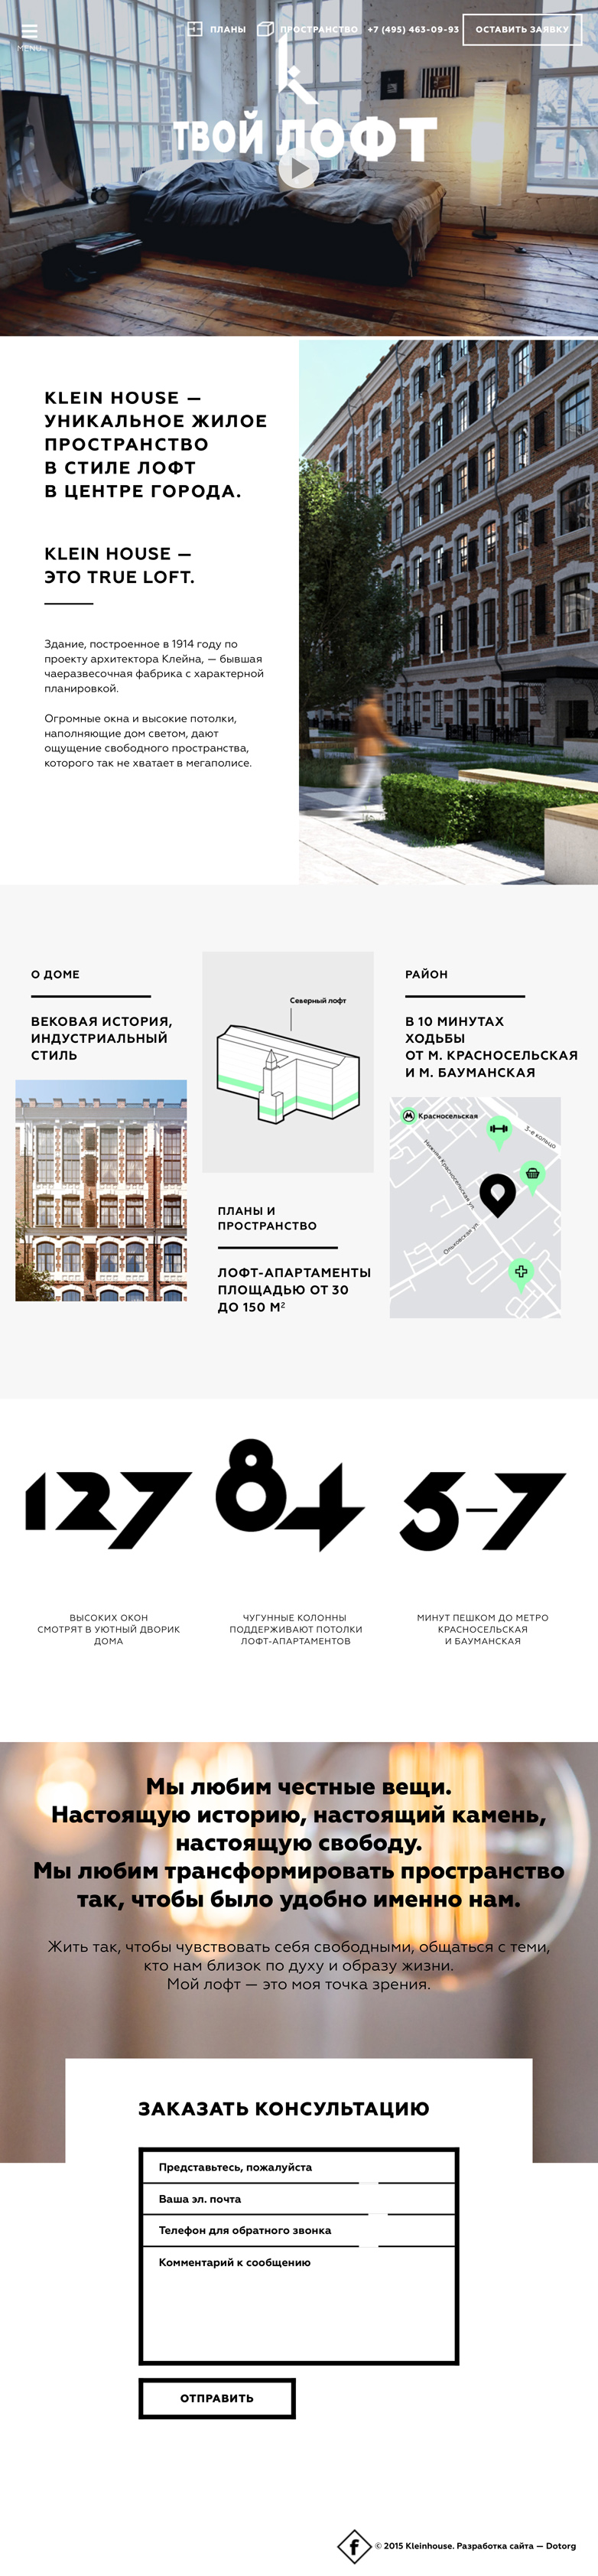 MENU
ПЛАНЫ
ПРОСТРАНСТВО
+7 (495) 463-09-93
ОСТАВИТЬ ЗАЯВКУ
ТВОЙ ЛОФТ
KLEIN HOUSE —
УНИКАЛЬНОЕ ЖИЛОЕ
ПРОСТРАНСТВО
В СТИЛЕ ЛОФТ
В ЦЕНТРЕ ГОРОДА.
KLEIN HOUSE —
ЭТО TRUE LOFT.
Здание, построенное в 1914 году по
проекту архитектора Клейна, — бывшая
чаеразвесочная фабрика с характерной
планировкой.
Огромные окна и высокие потолки,
наполняющие дом светом, дают
ощущение свободного пространства,
которого так не хватает в мегаполисе.
О ДОМЕ
ВЕКОВАЯ ИСТОРИЯ,
ИНДУСТРИАЛЬНЫЙ
СТИЛЬ
Северный лофт
ПЛАНЫ И
ПРОСТРАНСТВО
ЛОФТ-АПАРТАМЕНТЫ
ПЛОЩАДЬЮ ОТ 30
ДО 150 М²
РАЙОН
В 10 МИНУТАХ
ХОДЬБЫ
ОТ М. КРАСНОСЕЛЬСКАЯ
И М. БАУМАНСКАЯ
Красносельская
3-е кольцо
Нижняя Красносельская ул.
Ольховская ул.
127
ВЫСОКИХ ОКОН
СМОТРЯТ В УЮТНЫЙ ДВОРИК
ДОМА
84
ЧУГУННЫЕ КОЛОННЫ
ПОДДЕРЖИВАЮТ ПОТОЛКИ
ЛОФТ-АПАРТАМЕНТОВ
5-7
МИНУТ ПЕШКОМ ДО МЕТРО
КРАСНОСЕЛЬСКАЯ
И БАУМАНСКАЯ
Мы любим честные вещи.
Настоящую историю, настоящий камень,
настоящую свободу.
Мы любим трансформировать пространство
так, чтобы было удобно именно нам.
Жить так, чтобы чувствовать себя свободными, общаться с теми,
кто нам близок по духу и образу жизни.
Мой лофт — это моя точка зрения.
ЗАКАЗАТЬ КОНСУЛЬТАЦИЮ
Представьтесь, пожалуйста
Ваша эл. почта
Телефон для обратного звонка
Комментарий к сообщению
ОТПРАВИТЬ
© 2015 Kleinhouse. Разработка сайта — Dotorg